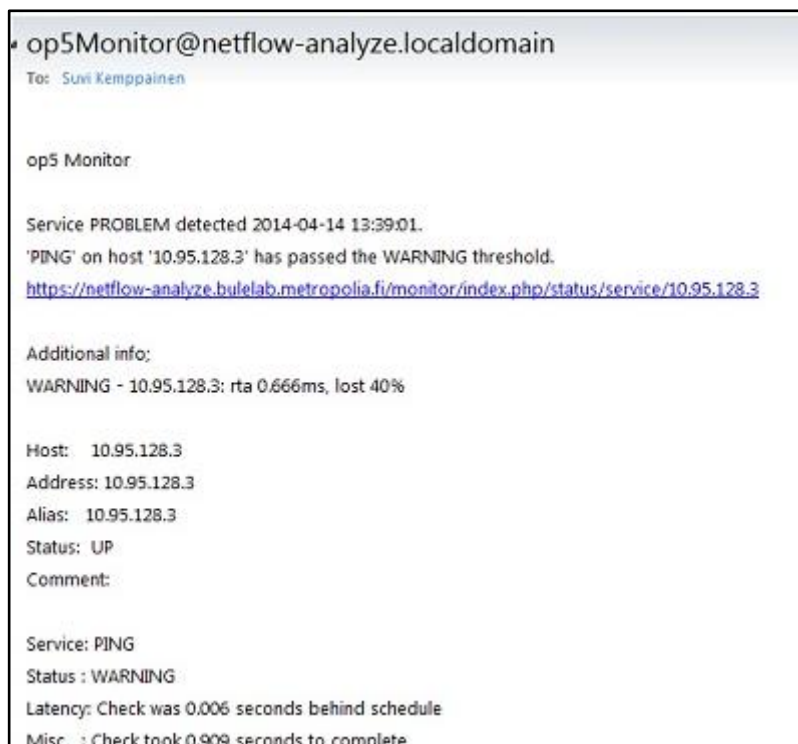 op5Monitor@netflow-analyze.localdomain
To: Suvi Kemppainen
op5 Monitor
Service PROBLEM detected 2014-04-14 13:39:01.
'PING' on host '10.95.128.3' has passed the WARNING threshold.
https://netflow-analyze.bulelab.metropolia.fi/monitor/index.php/status/service/10.95.128.3
Additional info;
WARNING - 10.95.128.3: rta 0.666ms, lost 40%
Host: 10.95.128.3
Address: 10.95.128.3
Alias: 10.95.128.3
Status: UP
Comment:
Service: PING
Status : WARNING
Latency: Check was 0.006 seconds behind schedule
Misc : Check took 0.909 seconds to complete